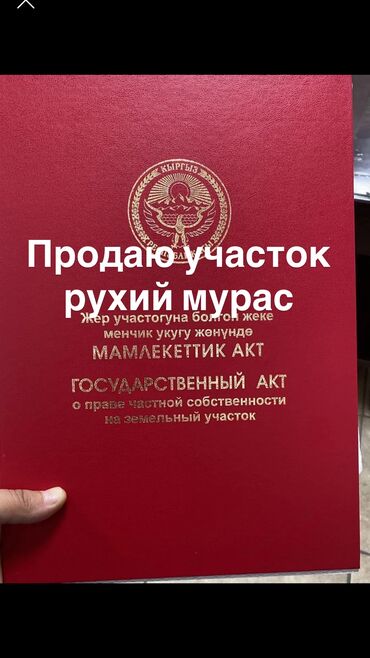 КЫРГЫЗ
РЕСПУБЛИКАСЫ
Продаю участок
рухий мурас
Жер участогуна болгон жеке
менчик укугу жөнүндө
МАМЛЕКЕТТИК АКТ
ГОСУДАРСТВЕННЫЙ АКТ
о праве частной собственности
на земельный участок